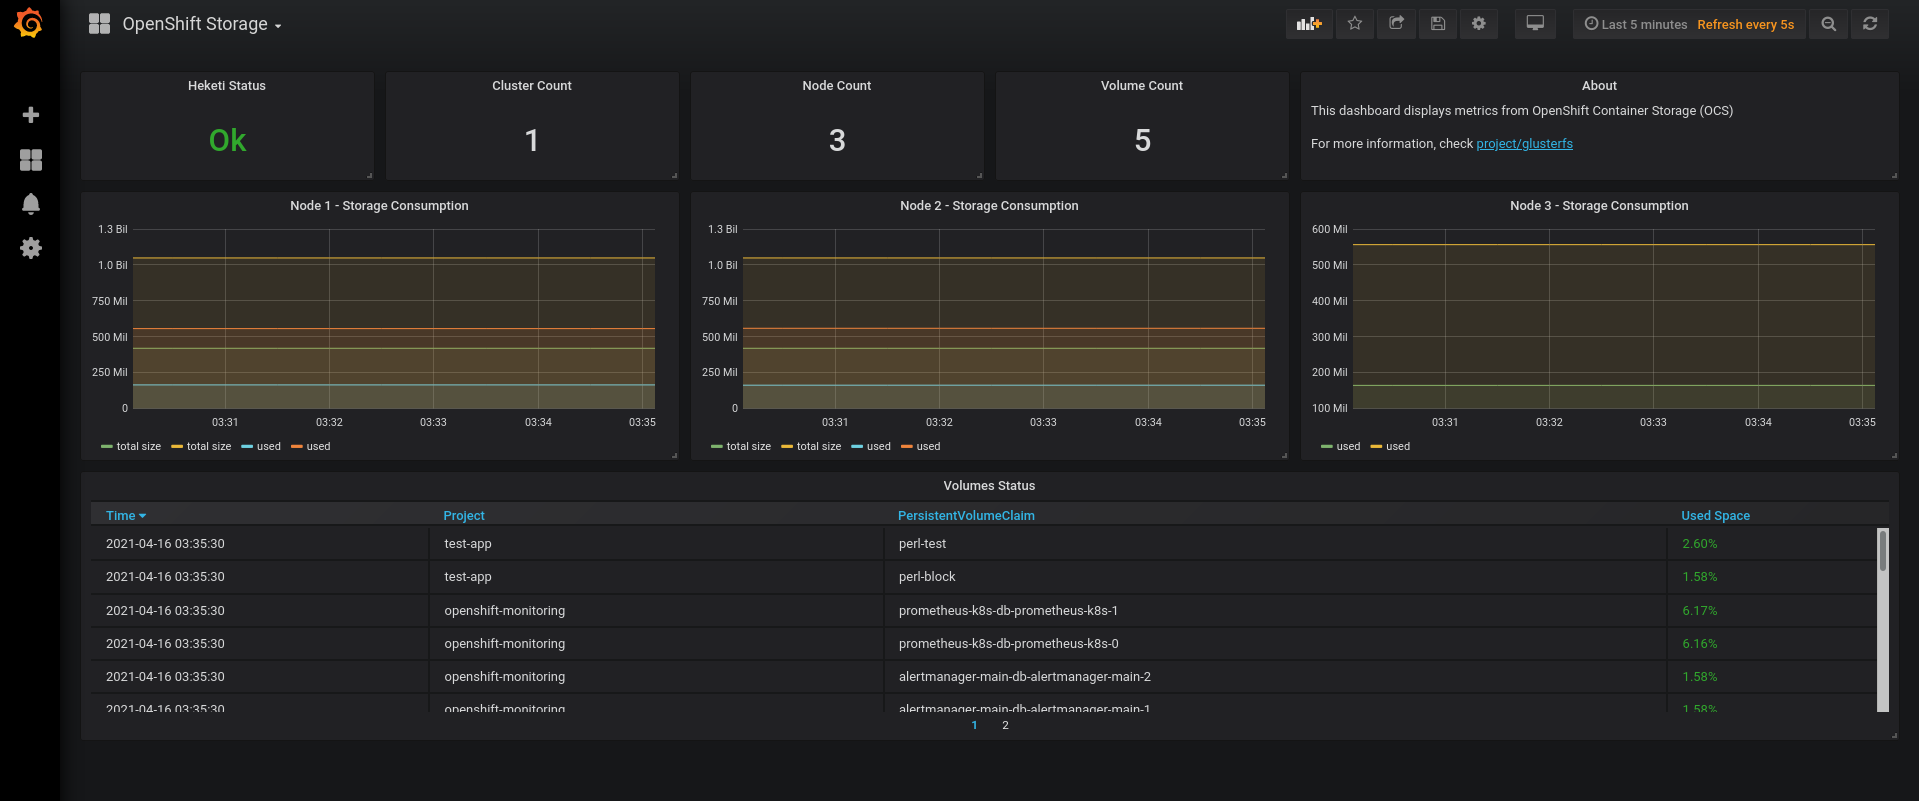 OpenShift Storage
Last 5 minutes Refresh every 5s
Heketi Status
Ok
Cluster Count
1
Node Count
3
Volume Count
5
About
This dashboard displays metrics from OpenShift Container Storage (OCS)
For more information, check project/glusterfs
Node 1 - Storage Consumption
1.3 Bil
1.0 Bil
750 Mil
500 Mil
250 Mil
0
03:31 03:32 03:33 03:34 03:35
total size total size used used
Node 2 - Storage Consumption
1.3 Bil
1.0 Bil
750 Mil
500 Mil
250 Mil
0
03:31 03:32 03:33 03:34 03:35
total size total size used used
Node 3 - Storage Consumption
600 Mil
500 Mil
400 Mil
300 Mil
200 Mil
100 Mil
03:31 03:32 03:33 03:34 03:35
used used
Volumes Status
Time Project PersistentVolumeClaim Used Space
2021-04-16 03:35:30 test-app perl-test 2.60%
2021-04-16 03:35:30 test-app perl-block 1.58%
2021-04-16 03:35:30 openshift-monitoring prometheus-k8s-db-prometheus-k8s-1 6.17%
2021-04-16 03:35:30 openshift-monitoring prometheus-k8s-db-prometheus-k8s-0 6.16%
2021-04-16 03:35:30 openshift-monitoring alertmanager-main-db-alertmanager-main-2 1.58%
2021-04-16 03:35:30 openshift-monitoring alertmanager-main-db-alertmanager-main-1 1.58%
1 2